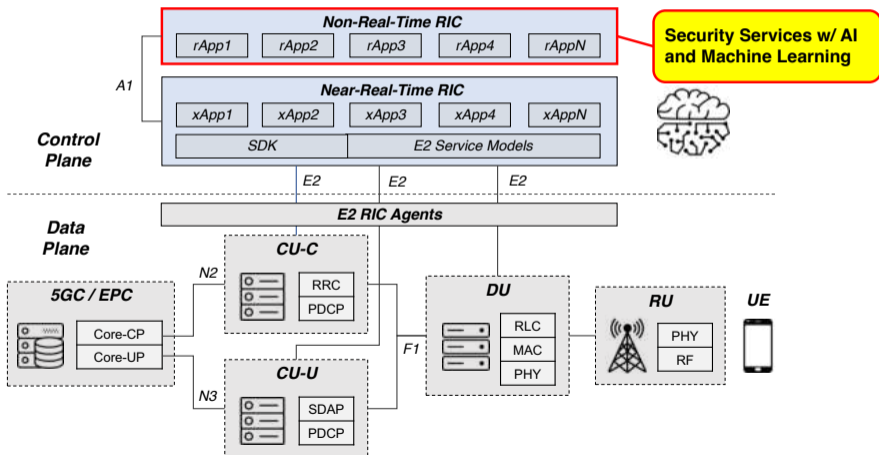 Non-Real-Time RIC
rApp1 rApp2 rApp3 rApp4 rAppN
Security Services w/ AI
and Machine Learning
A1
Near-Real-Time RIC
xApp1 xApp2 xApp3 xApp4 xAppN
SDK E2 Service Models
Control
Plane
E2 E2 E2
E2 RIC Agents
Data
Plane
CU-C
RRC
PDCP
N2
5GC / EPC
Core-CP
Core-UP
N3
CU-U
SDAP
PDCP
F1
DU
RLC
MAC
PHY
RU
PHY
RF
UE